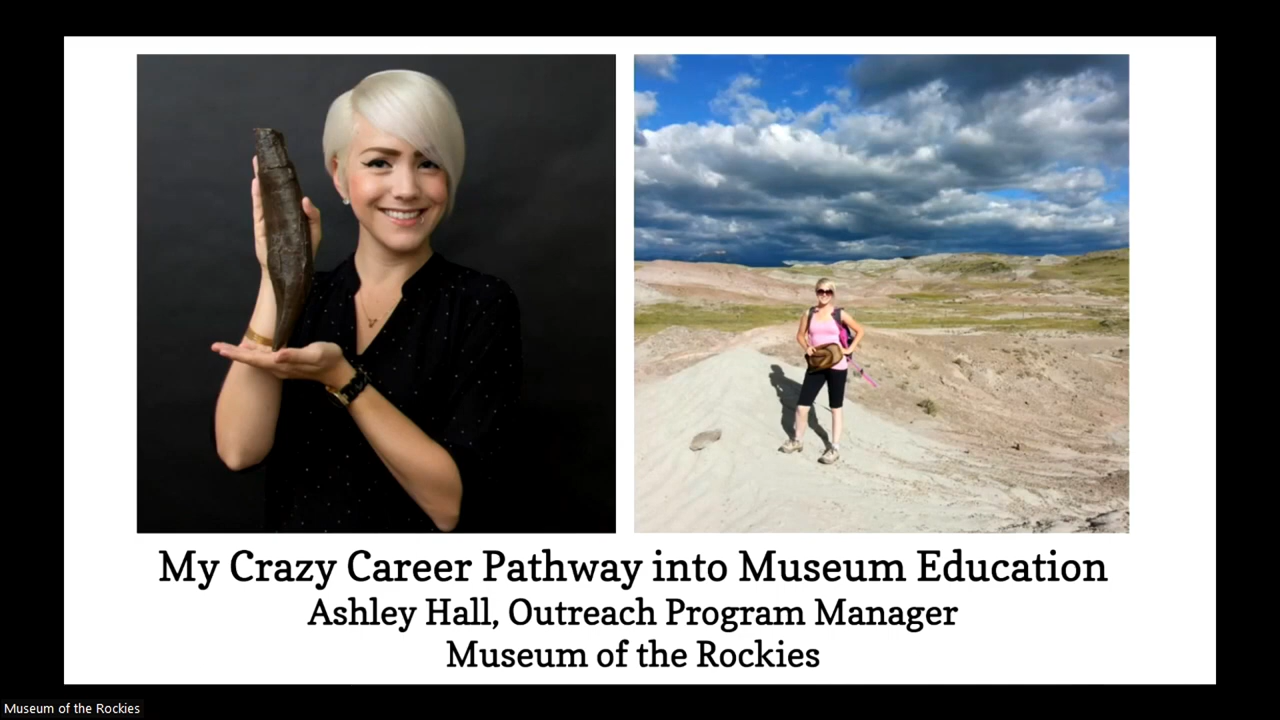 My Crazy Career Pathway into Museum Education
Ashley Hall, Outreach Program Manager
Museum of the Rockies
Museum of the Rockies